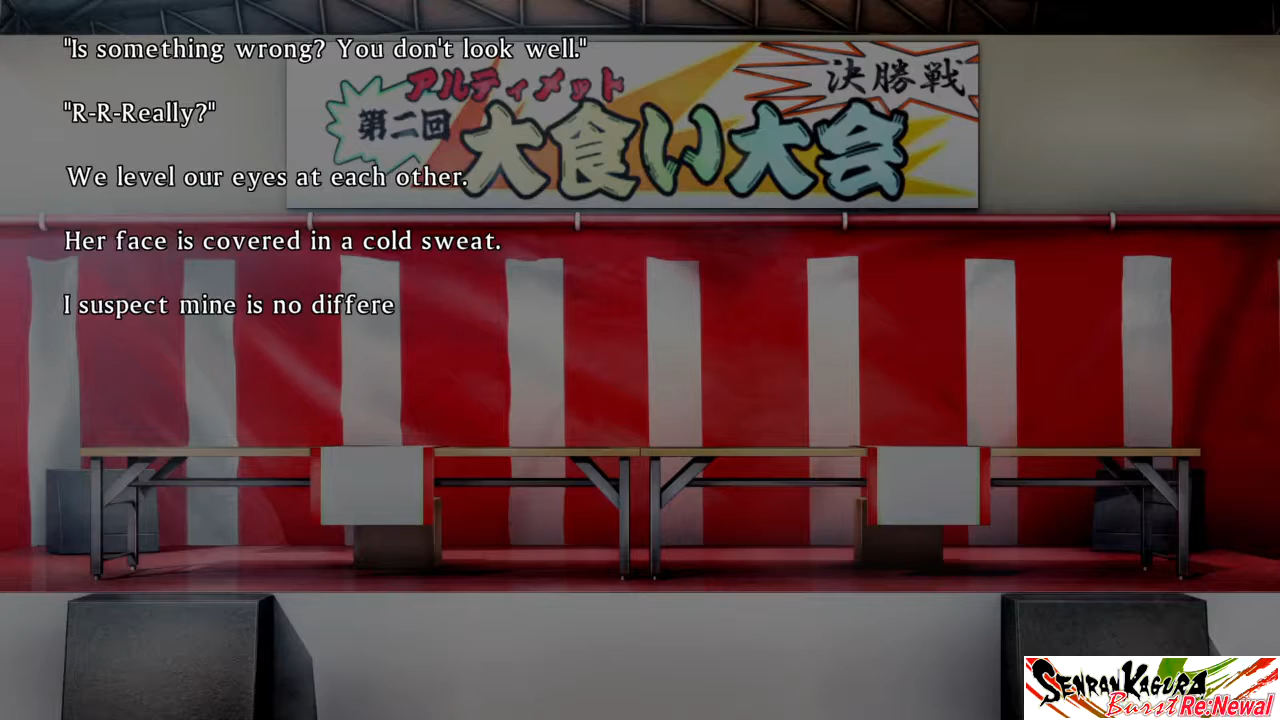 "Is something wrong? You don't look well."
アルティメット
決勝戦
"R-R-Really?"
第二回
大食い大会
We level our eyes at each other.
Her face is covered in a cold sweat.
I suspect mine is no differe
SENRAN KAGURA
Burst Re:Newal